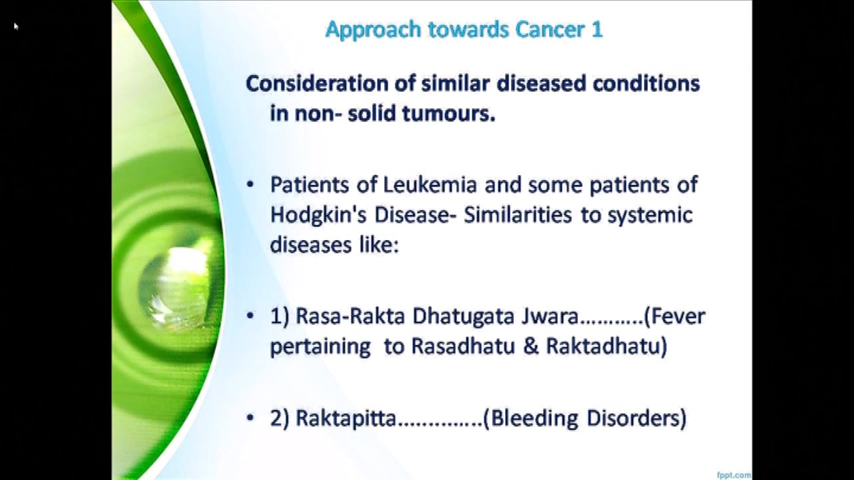 Approach towards Cancer 1
Consideration of similar diseased conditions
in non- solid tumours.
• Patients of Leukemia and some patients of
Hodgkin's Disease- Similarities to systemic
diseases like:
• 1) Rasa-Rakta Dhatugata Jwara...........(Fever
pertaining to Rasadhatu & Raktadhatu)
• 2) Raktapitta..............(Bleeding Disorders)
fppt.com